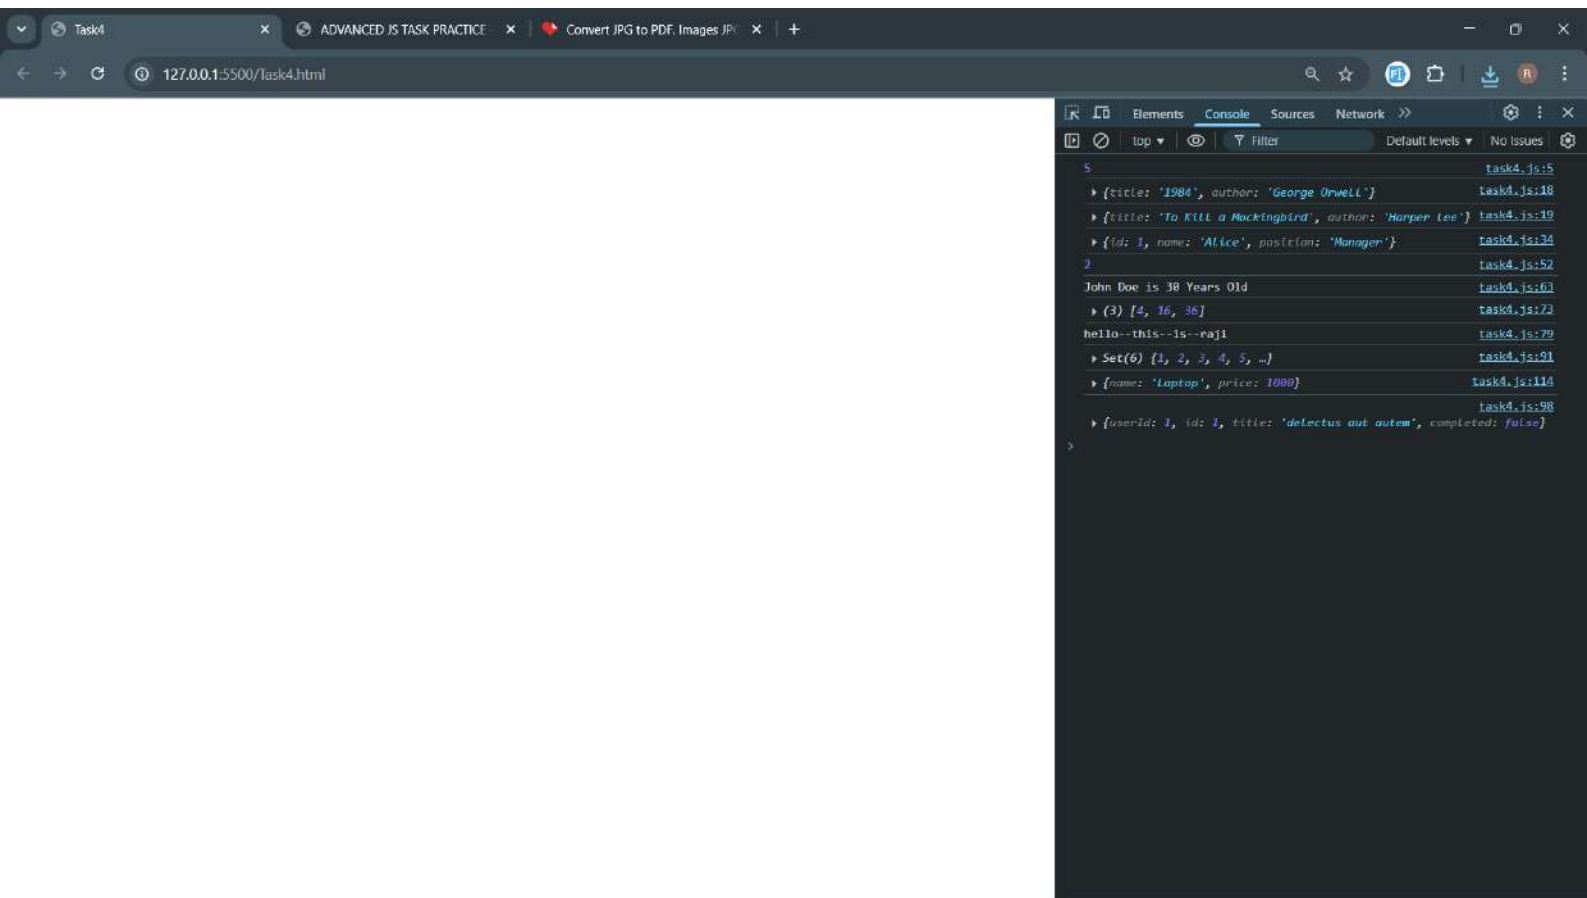 Task4
ADVANCED JS TASK PRACTICE
Convert JPG to PDF. Images JP
127.0.0.1:5500/Task4.html
R
Elements Console Sources Network
top Filter Default levels No Issues
5 task4.js:5
{title: '1984', author: 'George Orwell'} task4.js:18
{title: 'To Kill a Mockingbird', author: 'Harper Lee'} task4.js:19
{id: 1, name: 'Alice', position: 'Manager'} task4.js:34
2 task4.js:52
John Doe is 30 Years Old task4.js:63
(3) [4, 16, 36] task4.js:73
hello--this--is--raji task4.js:79
Set(6) {1, 2, 3, 4, 5, …} task4.js:91
{name: 'Laptop', price: 1000} task4.js:114
task4.js:98
{userId: 1, id: 1, title: 'delectus aut autem', completed: false}